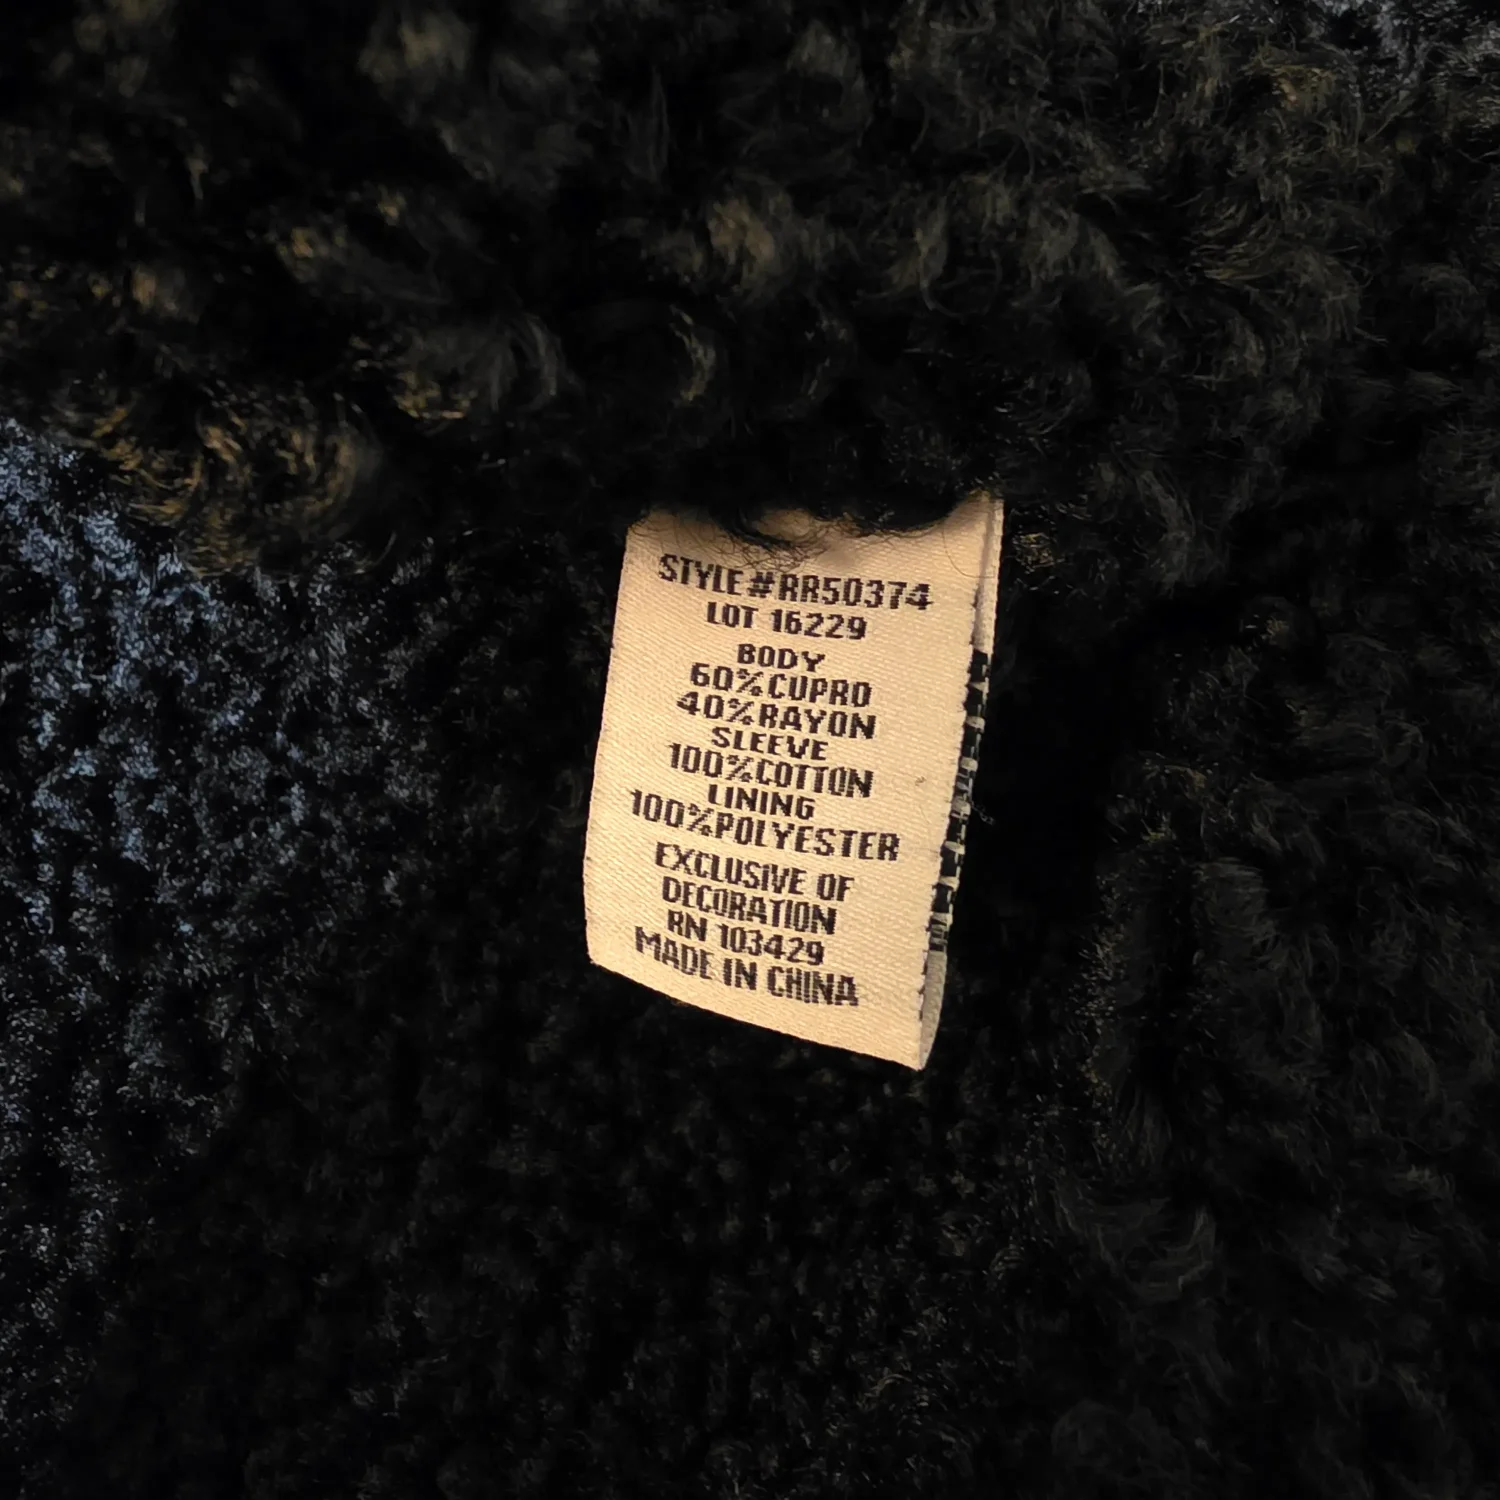 STYLE#RR50374
LOT 16229
BODY
60%CUPRO
40%RAYON
SLEEVE
100%COTTON
LINING
100%POLYESTER
EXCLUSIVE OF
DECORATION
RN 103429
MADE IN CHINA